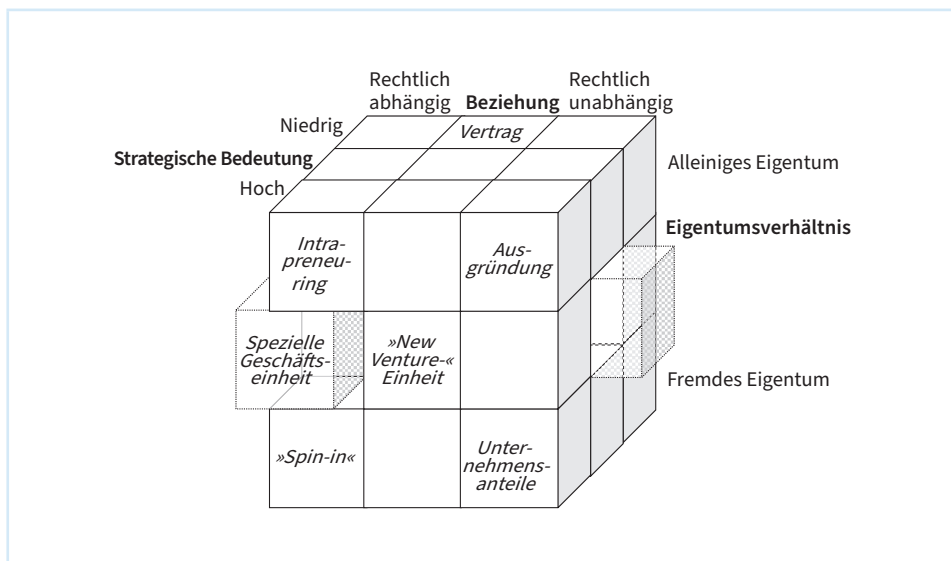 Rechtlich
abhängig
Beziehung
Rechtlich
unabhängig
Niedrig
Vertrag
Strategische Bedeutung
Hoch
Alleiniges Eigentum
Eigentumsverhältnis
Intra-
preneu-
ring
Aus-
gründung
Spezielle
Geschäfts-
einheit
»New
Venture-«
Einheit
Fremdes Eigentum
»Spin-in«
Unter-
nehmens-
anteile